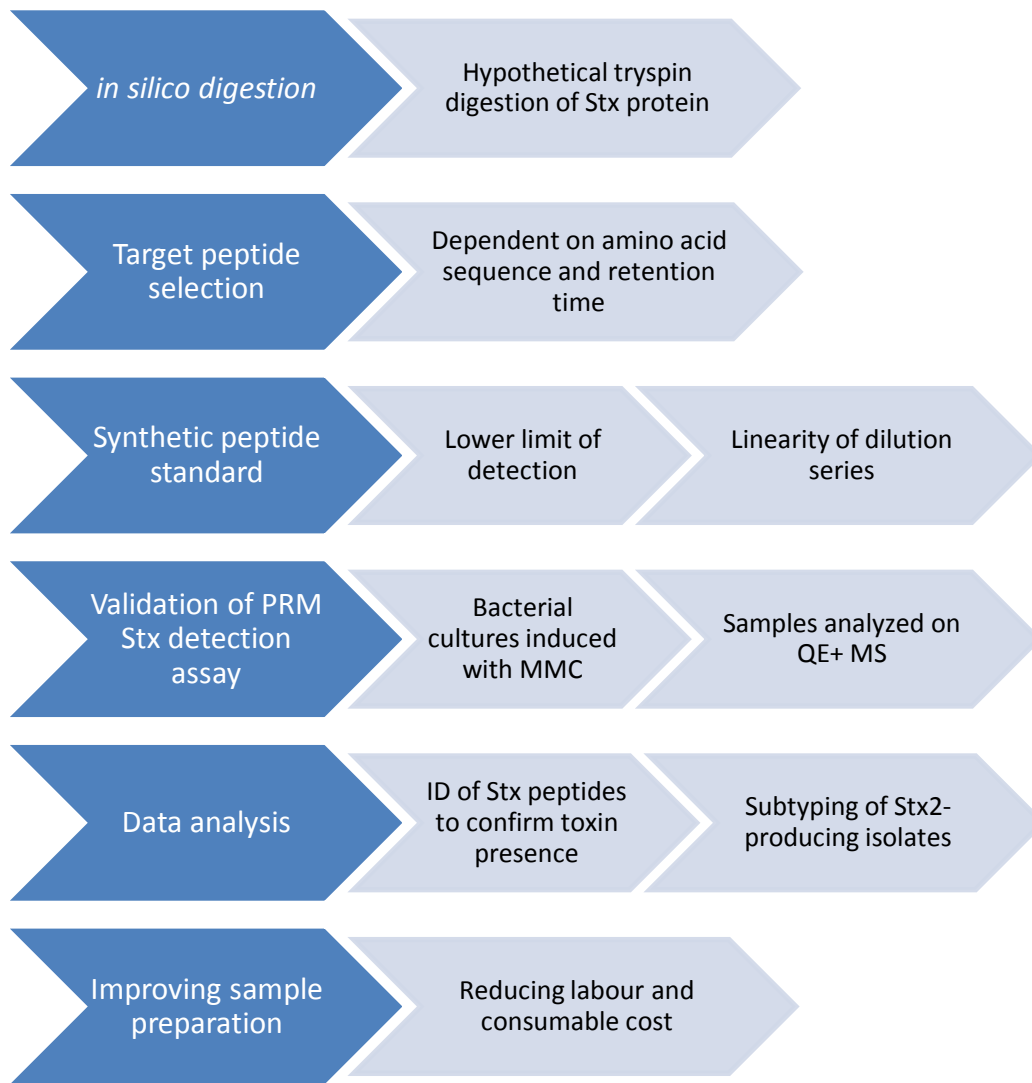 in silico digestion
Hypothetical tryspin
digestion of Stx protein
Target peptide
selection
Dependent on amino acid
sequence and retention
time
Synthetic peptide
standard
Lower limit of
detection
Linearity of dilution
series
Validation of PRM
Stx detection
assay
Bacterial
cultures induced
with MMC
Samples analyzed on
QE+ MS
Data analysis
ID of Stx peptides
to confirm toxin
presence
Subtyping of Stx2-
producing isolates
Improving sample
preparation
Reducing labour and
consumable cost